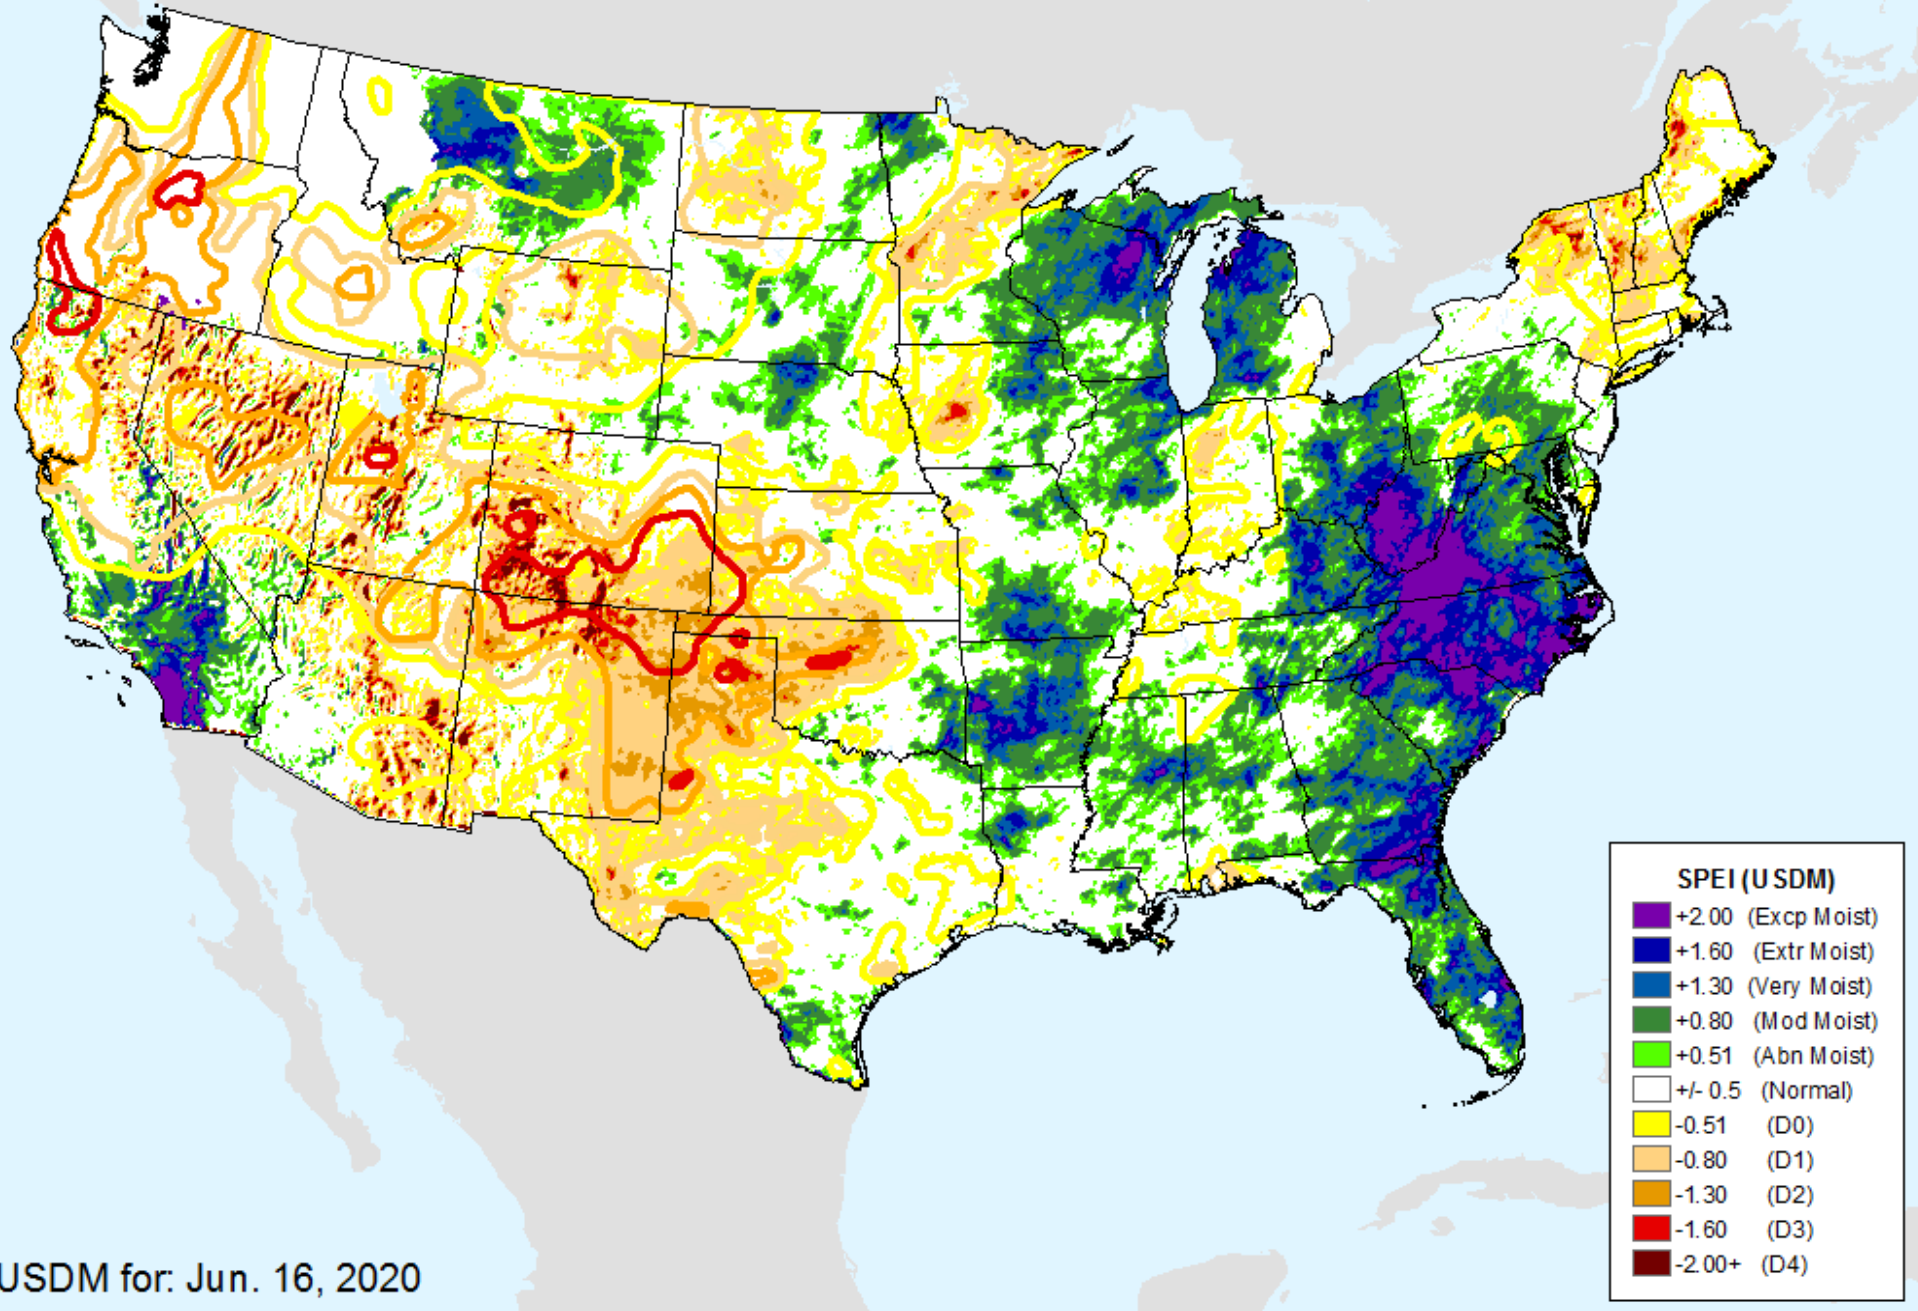 SPEI (USDM)
+2.00 (Excp Moist)
+1.60 (Extr Moist)
+1.30 (Very Moist)
+0.80 (Mod Moist)
+0.51 (Abn Moist)
+/- 0.5 (Normal)
-0.51 (D0)
-0.80 (D1)
-1.30 (D2)
-1.60 (D3)
-2.00+ (D4)
USDM for: Jun. 16, 2020